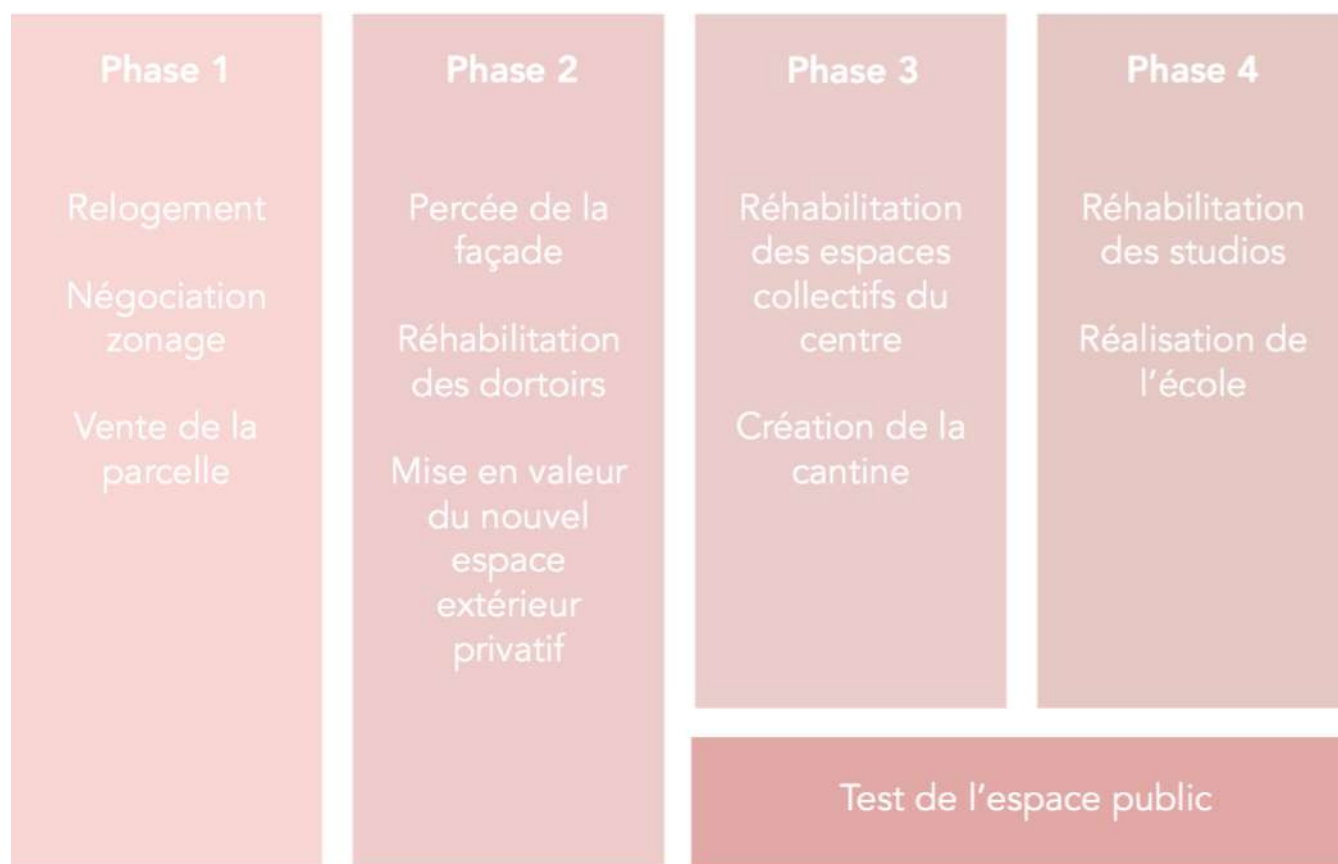 Phase 1
Relogement
Négociation
zonage
Vente de la
parcelle
Phase 2
Percée de la
façade
Réhabilitation
des dortoirs
Mise en valeur
du nouvel
espace
extérieur
privatif
Phase 3
Réhabilitation
des espaces
collectifs du
centre
Création de la
cantine
Phase 4
Réhabilitation
des studios
Réalisation de
l’école
Test de l’espace public